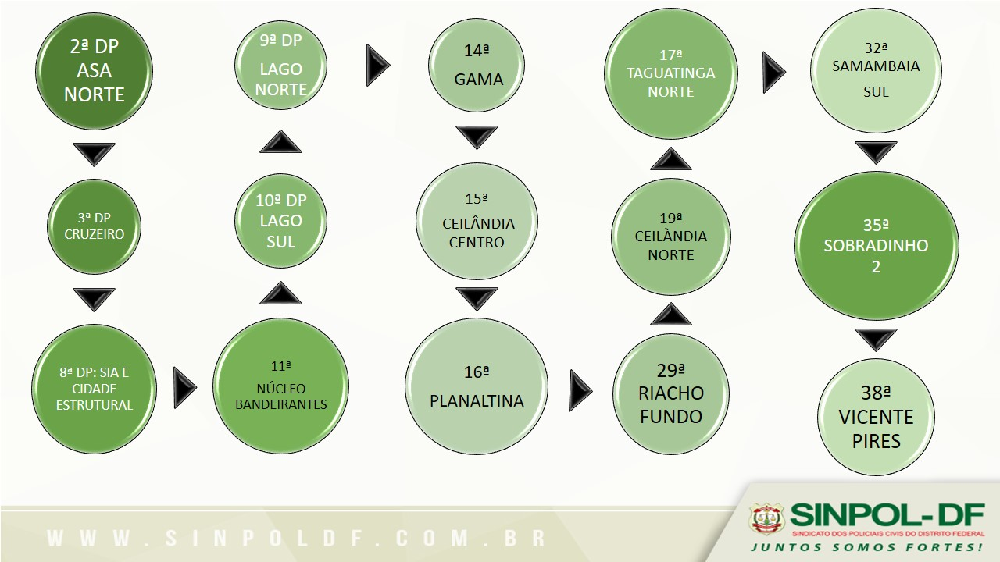 2ª DP
ASA
NORTE
3ª DP
CRUZEIRO
8ª DP: SIA E
CIDADE
ESTRUTURAL
11ª
NÚCLEO
BANDEIRANTES
10ª DP
LAGO
SUL
9ª DP
LAGO
NORTE
14ª
GAMA
15ª
CEILÂNDIA
CENTRO
16ª
PLANALTINA
29ª
RIACHO
FUNDO
19ª
CEILÀNDIA
NORTE
17ª
TAGUATINGA
NORTE
32ª
SAMAMBAIA
SUL
35ª
SOBRADINHO
2
38ª
VICENTE
PIRES
WWW.SINPOLDF.COM.BR
SINPOL-DF
SINDICATO DOS POLICIAIS CIVIS DO DISTRITO FEDERAL
JUNTOS SOMOS FORTES!